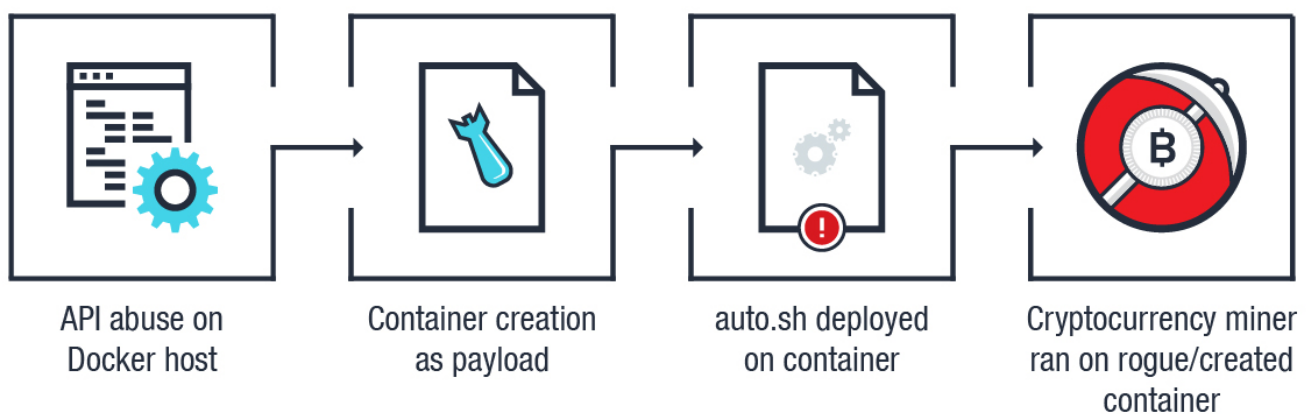 API abuse on
Docker host
Container creation
as payload
auto.sh deployed
on container
Cryptocurrency miner
ran on rogue/created
container